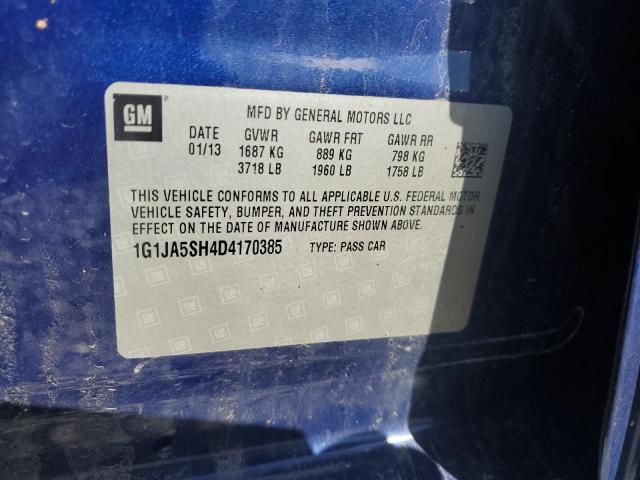 GM
MFD BY GENERAL MOTORS LLC
DATE GVWR GAWR FRT GAWR RR
01/13 1687 KG 889 KG 798 KG
3718 LB 1960 LB 1758 LB
THIS VEHICLE CONFORMS TO ALL APPLICABLE U.S. FEDERAL MOTOR
VEHICLE SAFETY, BUMPER, AND THEFT PREVENTION STANDARDS IN
EFFECT ON THE DATE OF MANUFACTURE SHOWN ABOVE.
1G1JA5SH4D4170385 TYPE: PASS CAR